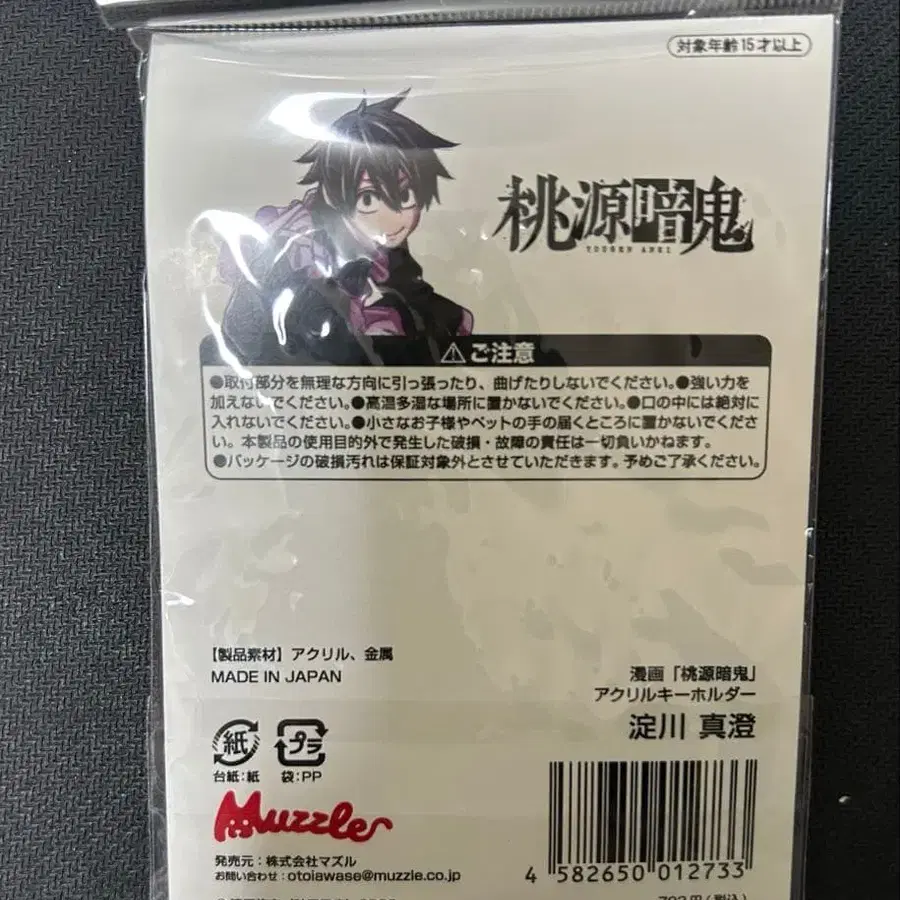 対象年齢15才以上
桃源暗鬼
TOUGEN ANKI
⚠ご注意
●取付部分を無理な方向に引っ張ったり、曲げたりしないでください。●強い力を
加えないでください。●高温多湿な場所に置かないでください。●口の中には絶対に
入れないでください。●小さなお子様やペットの手の届くところに置かないでくださ
い。本製品の使用目的外で発生した破損・故障の責任は一切負いかねます。
●パッケージの破損汚れは保証対象外とさせていただきます。予めご了承ください。
【製品素材】アクリル、金属
MADE IN JAPAN
漫画「桃源暗鬼」
アクリルキーホルダー
淀川 真澄
紙 プラ
台紙:紙 袋:PP
Muzzle
発売元:株式会社マズル
お問い合わせ:otoiawase@muzzle.co.jp
4 582650 012733